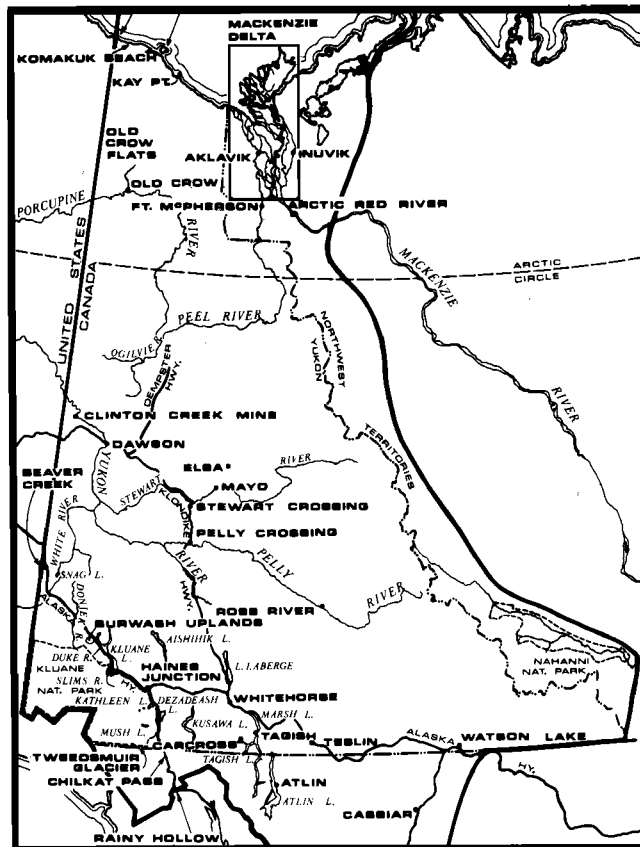 MACKENZIE
DELTA
KOMAKUK BEACH
KAY PT.
OLD
CROW
FLATS
AKLAVIK
INUVIK
OLD CROW
PORCUPINE
RIVER
FT. McPHERSON
ARCTIC RED RIVER
MACKENZIE
RIVER
ARCTIC
CIRCLE
UNITED STATES
CANADA
PEEL RIVER
OGILVIE R.
DEMPSTER
HWY.
NORTHWEST
YUKON
TERRITORIES
CLINTON CREEK MINE
DAWSON
BEAVER
CREEK
YUKON
ELSA
RIVER
MAYO
STEWART
KLONDIKE
STEWART CROSSING
WHITE RIVER
PELLY CROSSING
RIVER
HWY.
PELLY
RIVER
SNAG L.
ALASKA
DONJEK R.
ROSS RIVER
BURWASH UPLANDS
AISHIHIK L.
KLUANE
L.
DUKE R.
KLUANE
SLIMS R.
NAT. PARK
HAINES
JUNCTION
L. LABERGE
NAHANNI
NAT. PARK
HY.
KATHLEEN L.
DEZADEASH
L.
WHITEHORSE
MUSH L.
KUSAWA L.
MARSH L.
CARCROSS
TAGISH
TESLIN
ALASKA
WATSON LAKE
TWEEDSMUIR
GLACIER
TAGISH L.
HY.
CHILKAT PASS
ATLIN
ATLIN L.
CASSIAR
RAINY HOLLOW